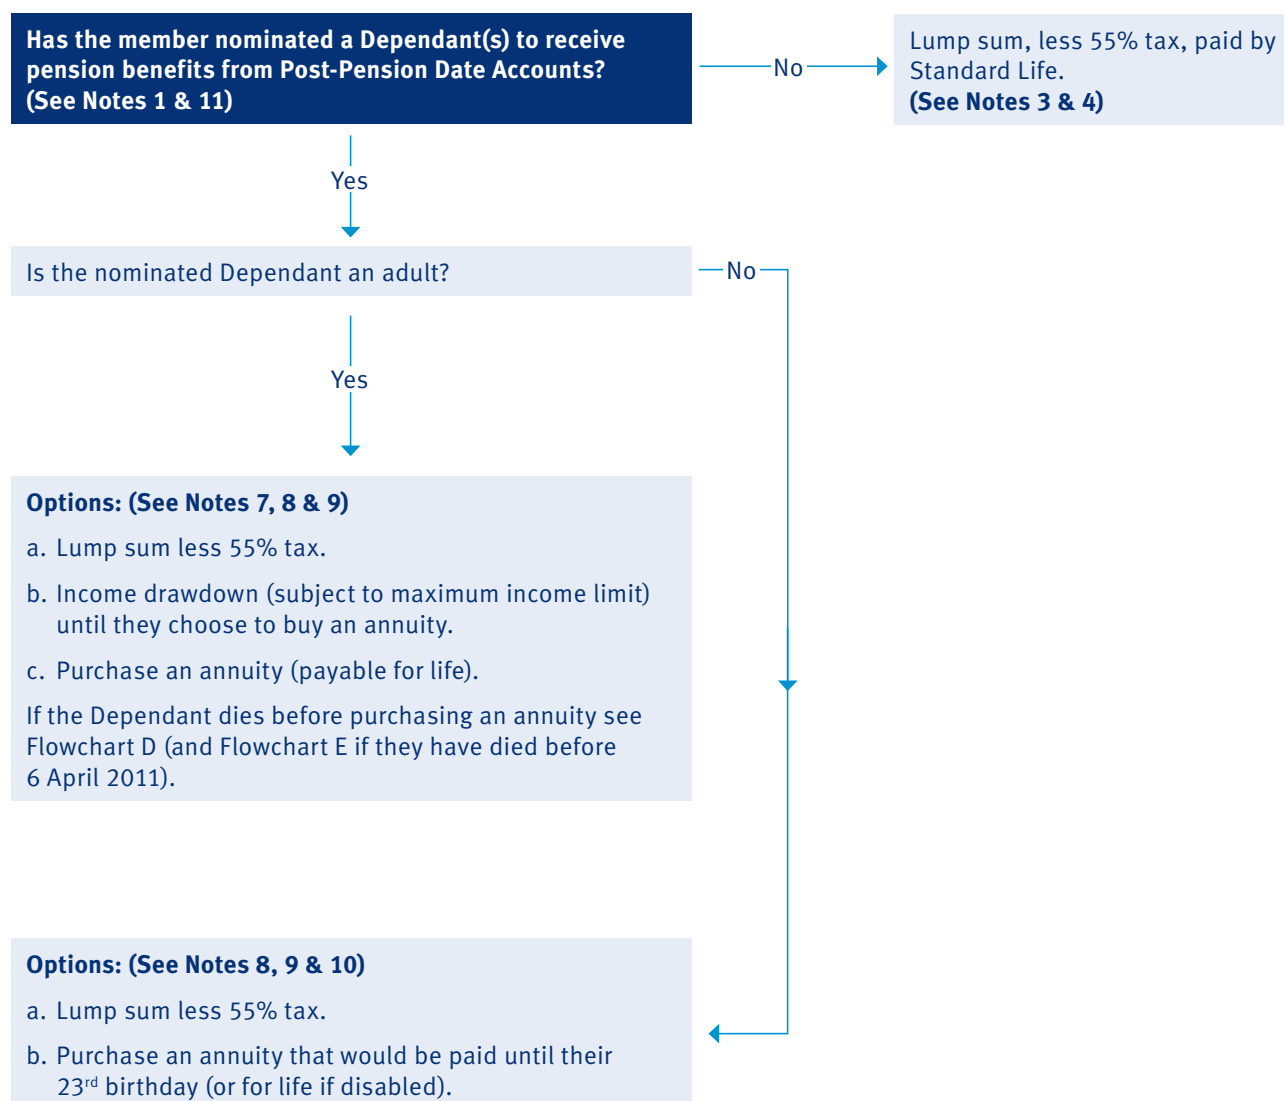 Has the member nominated a Dependant(s) to receive
pension benefits from Post-Pension Date Accounts?
(See Notes 1 & 11)
No
Lump sum, less 55% tax, paid by
Standard Life.
(See Notes 3 & 4)
Yes
Is the nominated Dependant an adult?
No
Yes
Options: (See Notes 7, 8 & 9)
a. Lump sum less 55% tax.
b. Income drawdown (subject to maximum income limit)
until they choose to buy an annuity.
c. Purchase an annuity (payable for life).
If the Dependant dies before purchasing an annuity see
Flowchart D (and Flowchart E if they have died before
6 April 2011).
Options: (See Notes 8, 9 & 10)
a. Lump sum less 55% tax.
b. Purchase an annuity that would be paid until their
23rd birthday (or for life if disabled).